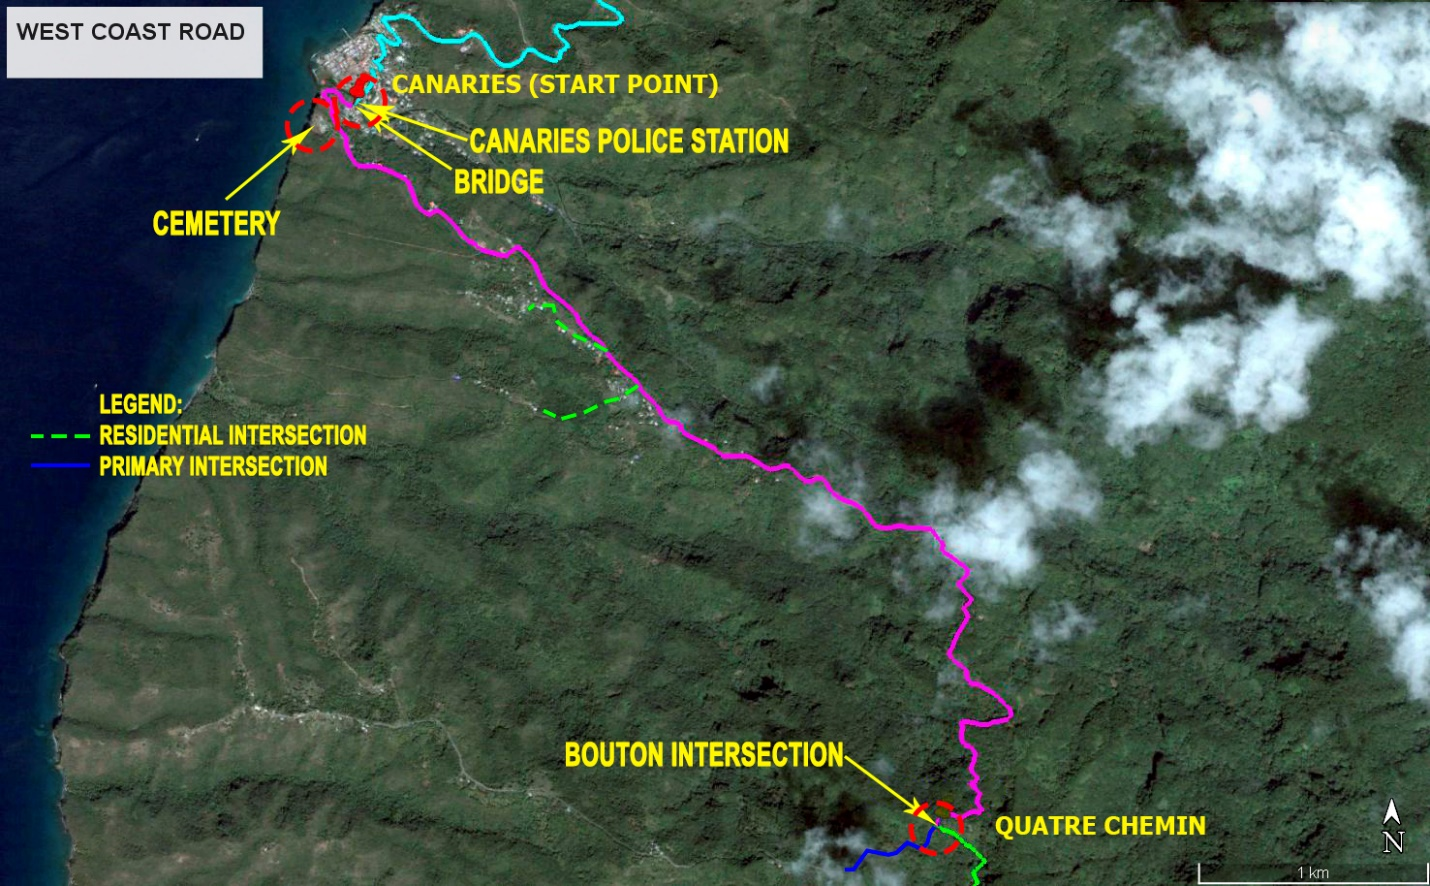 WEST COAST ROAD
CANARIES (START POINT)
CANARIES POLICE STATION
BRIDGE
CEMETERY
LEGEND:
RESIDENTIAL INTERSECTION
PRIMARY INTERSECTION
BOUTON INTERSECTION
QUATRE CHEMIN
N
1 km